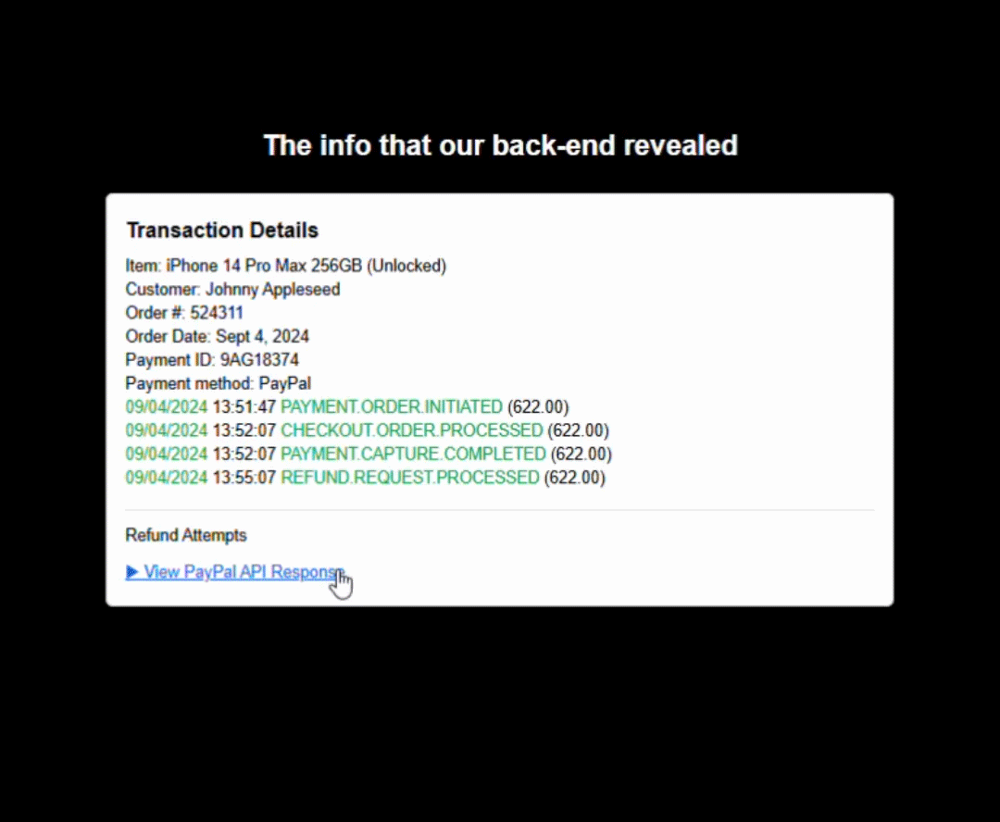 The info that our back-end revealed
Transaction Details
Item: iPhone 14 Pro Max 256GB (Unlocked)
Customer: Johnny Appleseed
Order #: 524311
Order Date: Sept 4, 2024
Payment ID: 9AG18374
Payment method: PayPal
09/04/2024 13:51:47 PAYMENT.ORDER.INITIATED (622.00)
09/04/2024 13:52:07 CHECKOUT.ORDER.PROCESSED (622.00)
09/04/2024 13:52:07 PAYMENT.CAPTURE.COMPLETED (622.00)
09/04/2024 13:55:07 REFUND.REQUEST.PROCESSED (622.00)
Refund Attempts
▶ View PayPal API Response